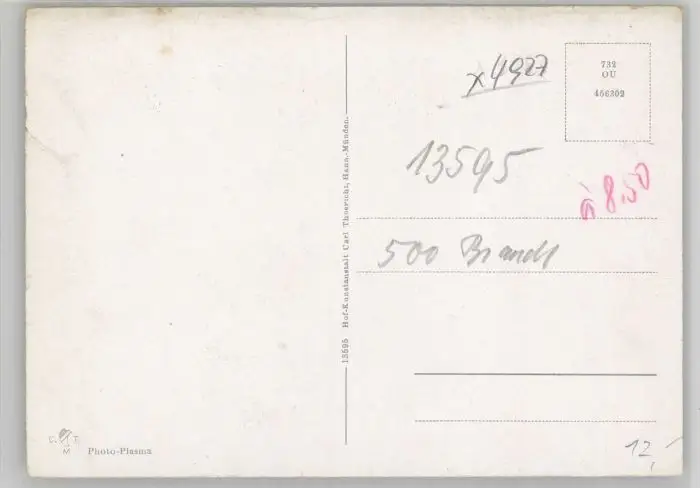 x4927
732
OU
466302
13595
à 8,50
500 Brandt
13595 Hof-Kunstanstalt Carl Thoericht, Hann.-Münden.
C. T.
M
Photo-Plasma
12,